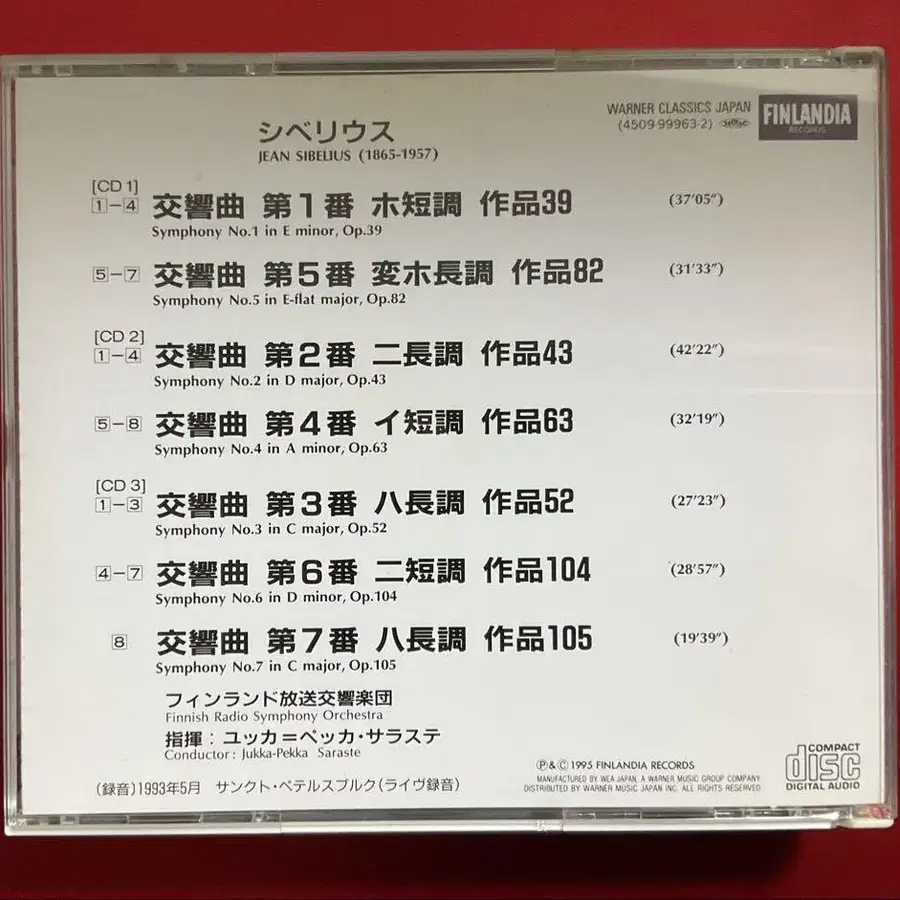 シベリウス
JEAN SIBELIUS (1865-1957)
WARNER CLASSICS JAPAN
(4509-99963-2)
FINLANDIA
RECORDS
[CD 1]
1-4 交響曲 第1番 ホ短調 作品39 (37'05")
Symphony No.1 in E minor, Op.39
5-7 交響曲 第5番 変ホ長調 作品82 (31'33")
Symphony No.5 in E-flat major, Op.82
[CD 2]
1-4 交響曲 第2番 ニ長調 作品43 (42'22")
Symphony No.2 in D major, Op.43
5-8 交響曲 第4番 イ短調 作品63 (32'19")
Symphony No.4 in A minor, Op.63
[CD 3]
1-3 交響曲 第3番 ハ長調 作品52 (27'23")
Symphony No.3 in C major, Op.52
4-7 交響曲 第6番 ニ短調 作品104 (28'57")
Symphony No.6 in D minor, Op.104
8 交響曲 第7番 ハ長調 作品105 (19'39")
Symphony No.7 in C major, Op.105
フィンランド放送交響楽団
Finnish Radio Symphony Orchestra
指揮：ユッカ＝ペッカ・サラステ
Conductor: Jukka-Pekka Saraste
(録音)1993年5月 サンクト・ペテルスブルク(ライヴ録音)
℗&© 1995 FINLANDIA RECORDS
MANUFACTURED BY WEA JAPAN, A WARNER MUSIC GROUP COMPANY
DISTRIBUTED BY WARNER MUSIC JAPAN INC. ALL RIGHTS RESERVED
COMPACT
disc
DIGITAL AUDIO